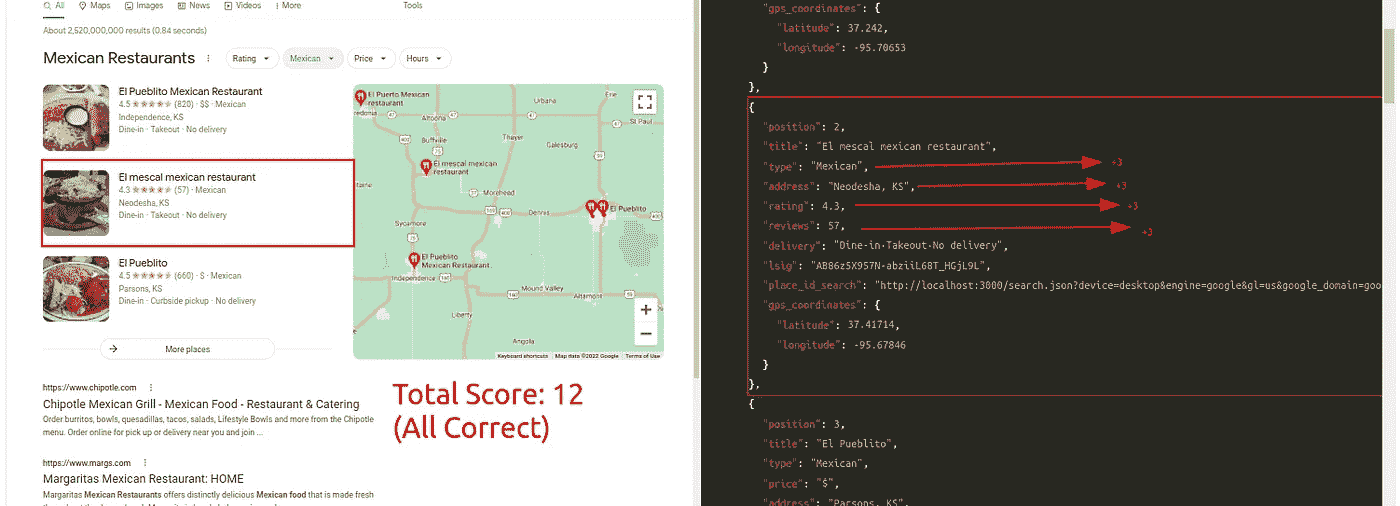 All Maps Images News Videos More Tools
About 2,520,000,000 results (0.84 seconds)
Mexican Restaurants Rating Mexican Price Hours
El Pueblito Mexican Restaurant
4.5 (820) · $$ · Mexican
Independence, KS
Dine-in · Takeout · No delivery
El mescal mexican restaurant
4.3 (57) · Mexican
Neodesha, KS
Dine-in · Takeout · No delivery
El Pueblito
4.5 (660) · $ · Mexican
Parsons, KS
Dine-in · Curbside pickup · No delivery
More places
El Puerto Mexican
restaurant
Urbana
Erie
St Paul
edonia
Altoona
47
47
Buffville
Thayer
Galesburg
400
75
59
El mescal mexican
restaurant
Morehead
169
400
Dennis
El Pueblito
Sycamore
75
El Pueblito
Mexican Restaurant
Independence
160
Mount Valley
Altamont
Liberty
Angola
Keyboard shortcuts Map data ©2022 Google Terms of Use
https://www.chipotle.com
Chipotle Mexican Grill - Mexican Food - Restaurant & Catering
Order burritos, bowls, quesadillas, tacos, salads, Lifestyle Bowls and more from the Chipotle
menu. Order online for pick up or delivery near you and join ...
https://www.margs.com
Margaritas Mexican Restaurant: HOME
Margaritas Mexican Restaurants offers distinctly delicious Mexican food that is made fresh
Total Score: 12
(All Correct)
"gps_coordinates": {
"latitude": 37.242,
"longitude": -95.70653
}
},
{
"position": 2,
"title": "El mescal mexican restaurant",
"type": "Mexican", +3
"address": "Neodesha, KS", +3
"rating": 4.3, +3
"reviews": 57, +3
"delivery": "Dine-in·Takeout·No delivery",
"lsig": "AB86z5X957N-abziiL68T_HGjL9L",
"place_id_search": "http://localhost:3000/search.json?device=desktop&engine=google&gl=us&google_domain=goo
"gps_coordinates": {
"latitude": 37.41714,
"longitude": -95.67846
}
},
{
"position": 3,
"title": "El Pueblito",
"type": "Mexican",
"price": "$",
"address": "Parsons, KS",